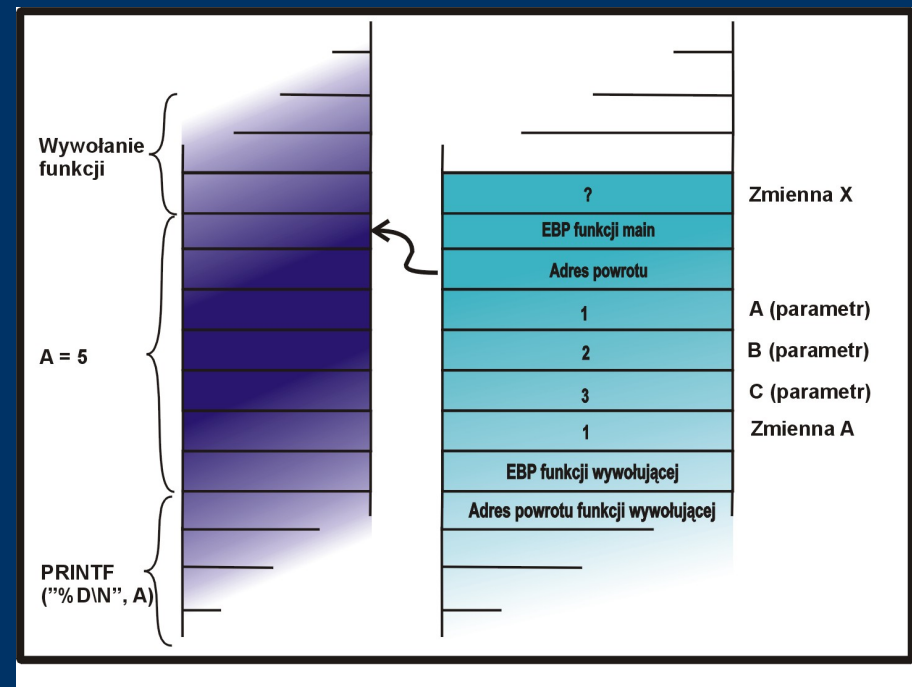 Wywołanie
funkcji
A = 5
PRINTF
(”%D\N”, A)
?
Zmienna X
EBP funkcji main
Adres powrotu
1
A (parametr)
2
B (parametr)
3
C (parametr)
1
Zmienna A
EBP funkcji wywołującej
Adres powrotu funkcji wywołującej